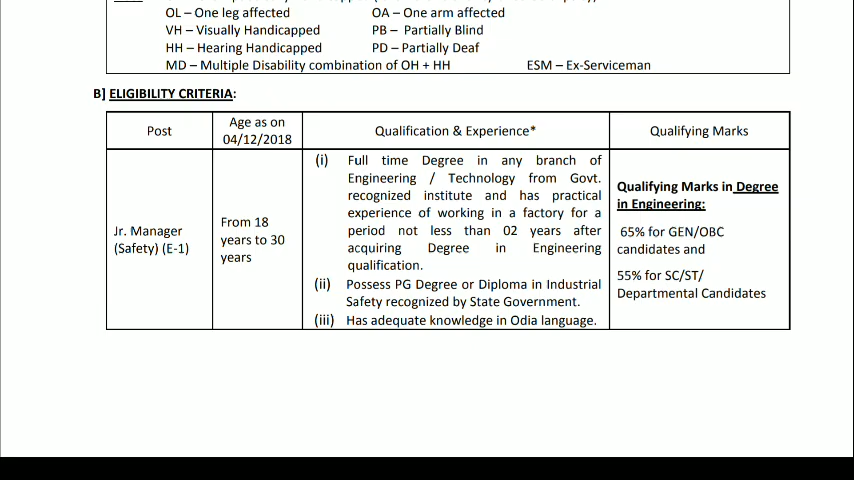 OL – One leg affected OA – One arm affected
VH – Visually Handicapped PB – Partially Blind
HH – Hearing Handicapped PD – Partially Deaf
MD – Multiple Disability combination of OH + HH ESM – Ex-Serviceman
B] ELIGIBILITY CRITERIA:
Post
Age as on
04/12/2018
Qualification & Experience*
Qualifying Marks
Jr. Manager
(Safety) (E-1)
From 18
years to 30
years
(i) Full time Degree in any branch of
Engineering / Technology from Govt.
recognized institute and has practical
experience of working in a factory for a
period not less than 02 years after
acquiring Degree in Engineering
qualification.
(ii) Possess PG Degree or Diploma in Industrial
Safety recognized by State Government.
(iii) Has adequate knowledge in Odia language.
Qualifying Marks in Degree
in Engineering:
65% for GEN/OBC
candidates and
55% for SC/ST/
Departmental Candidates